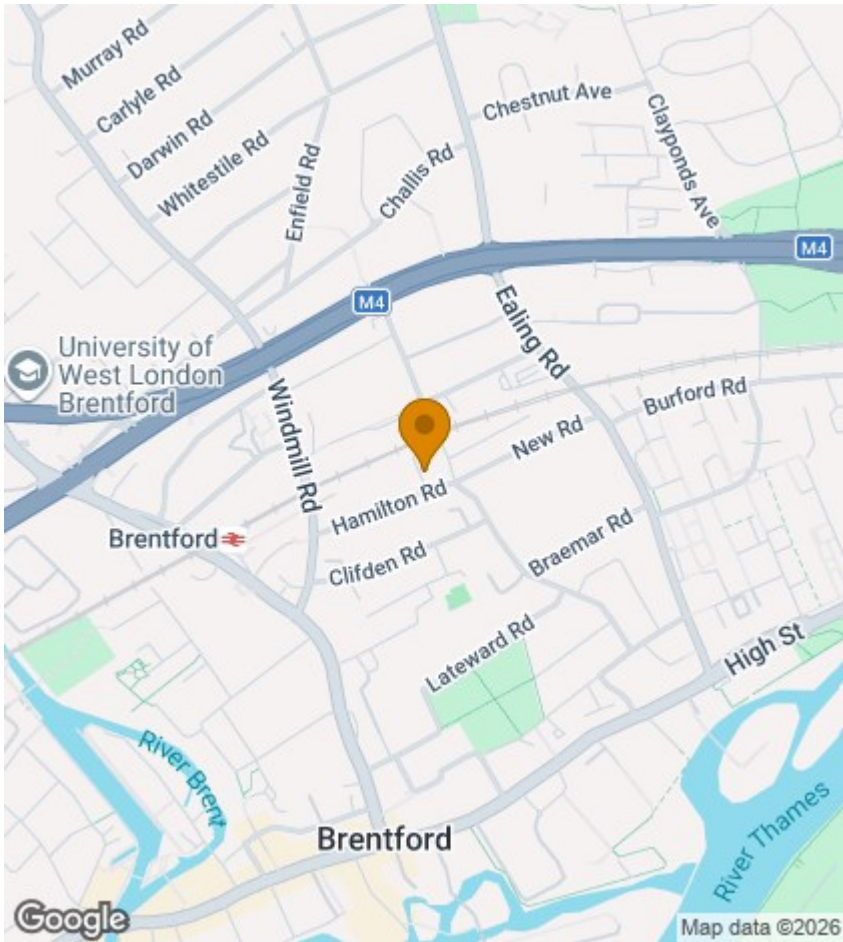 Murray Rd
Carlyle Rd
Darwin Rd
Whitestile Rd
Enfield Rd
Challis Rd
Chestnut Ave
Clayponds Ave
M4
M4
Ealing Rd
University of
West London
Brentford
Windmill Rd
Burford Rd
New Rd
Hamilton Rd
Brentford
Clifden Rd
Braemar Rd
Lateward Rd
High St
River Brent
River Thames
Brentford
Google
Map data ©2026